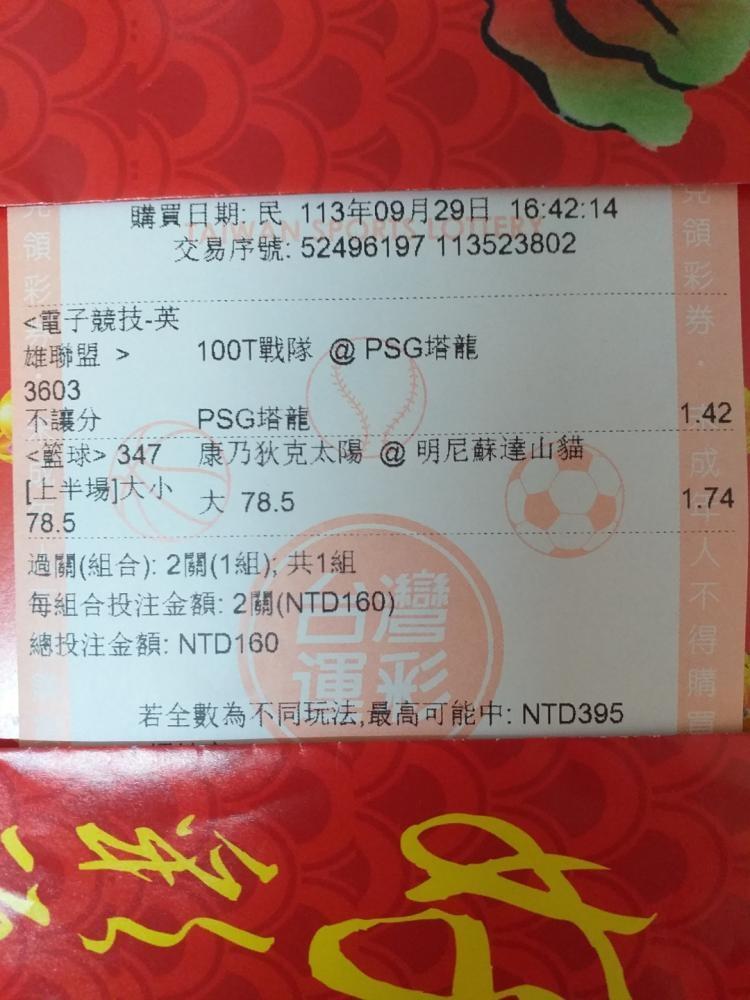 購買日期: 民 113年09月29日 16:42:14
TAIWAN SPORTS LOTTERY
交易序號: 52496197 113523802
<電子競技-英
雄聯盟 > 100T戰隊 @ PSG塔龍
3603
不讓分 PSG塔龍 1.42
<籃球> 347 康乃狄克太陽 @ 明尼蘇達山貓
[上半場]大小 大 78.5 1.74
78.5
過關(組合): 2關(1組); 共1組
每組合投注金額: 2關(NTD160)
總投注金額: NTD160
台灣
運彩
若全數為不同玩法,最高可能中: NTD395
領彩券
領彩券・
成年人不得購買